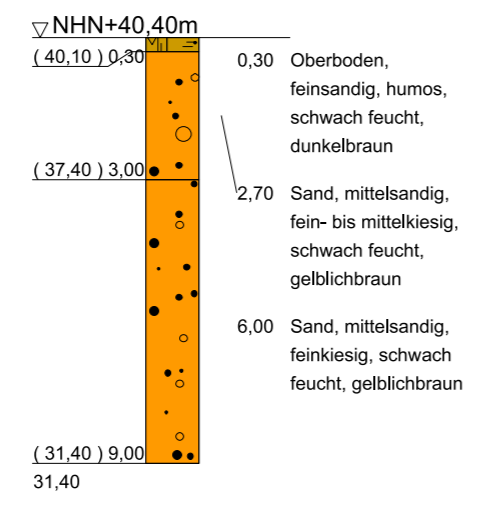 NHN+40,40m
( 40,10 ) 0,30
0,30 Oberboden,
feinsandig, humos,
schwach feucht,
dunkelbraun
( 37,40 ) 3,00
2,70 Sand, mittelsandig,
fein- bis mittelkiesig,
schwach feucht,
gelblichbraun
6,00 Sand, mittelsandig,
feinkiesig, schwach
feucht, gelblichbraun
( 31,40 ) 9,00
31,40